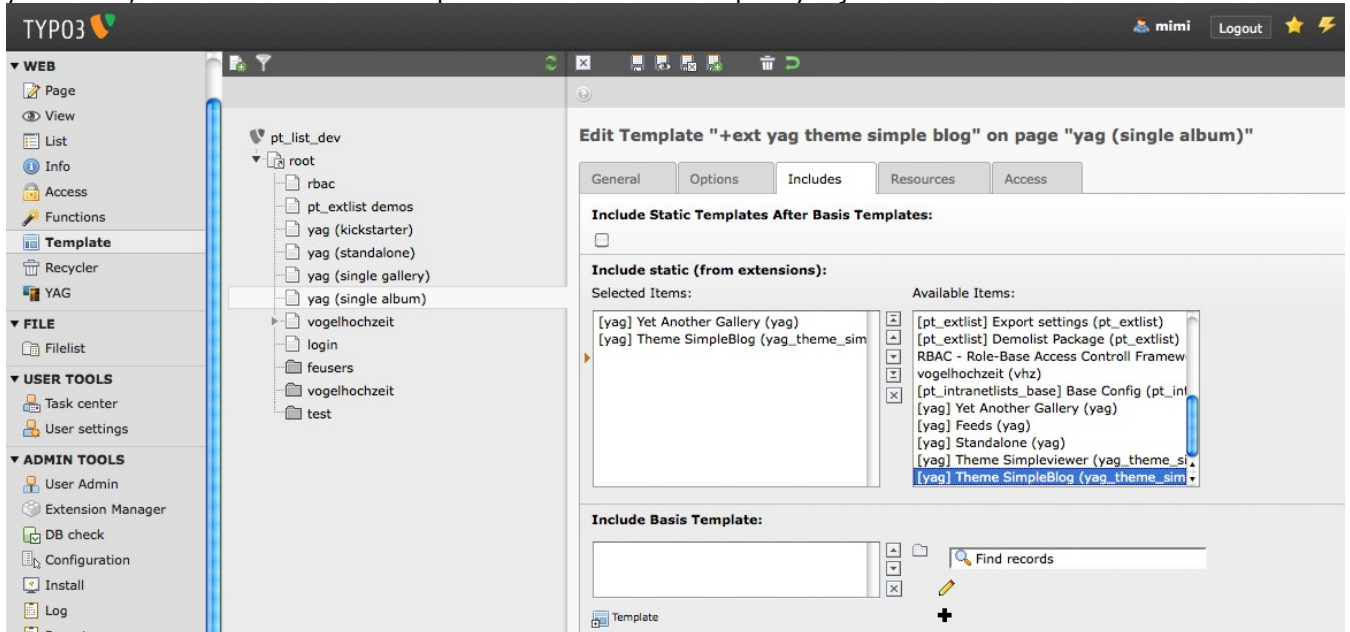 TYPO3
mimi
Logout
WEB
Page
View
List
Info
Access
Functions
Template
Recycler
YAG
FILE
Filelist
USER TOOLS
Task center
User settings
ADMIN TOOLS
User Admin
Extension Manager
DB check
Configuration
Install
Log
pt_list_dev
root
rbac
pt_extlist demos
yag (kickstarter)
yag (standalone)
yag (single gallery)
yag (single album)
vogelhochzeit
login
feusers
vogelhochzeit
test
Edit Template "+ext yag theme simple blog" on page "yag (single album)"
General
Options
Includes
Resources
Access
Include Static Templates After Basis Templates:
Include static (from extensions):
Selected Items:
[yag] Yet Another Gallery (yag)
[yag] Theme SimpleBlog (yag_theme_sim
Available Items:
[pt_extlist] Export settings (pt_extlist)
[pt_extlist] Demolist Package (pt_extlist)
RBAC - Role-Base Access Controll Framew
vogelhochzeit (vhz)
[pt_intranetlists_base] Base Config (pt_int
[yag] Yet Another Gallery (yag)
[yag] Feeds (yag)
[yag] Standalone (yag)
[yag] Theme Simpleviewer (yag_theme_si
[yag] Theme SimpleBlog (yag_theme_sim
Include Basis Template:
Find records
Template